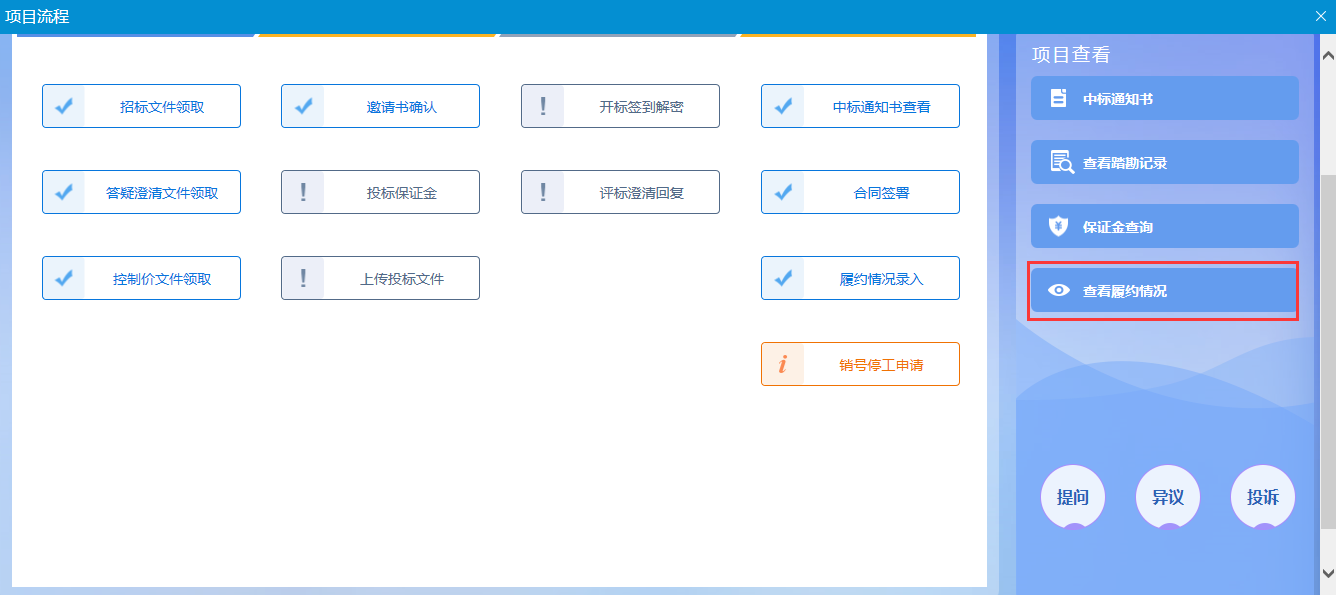 项目流程
招标文件领取
邀请书确认
开标签到解密
中标通知书查看
答疑澄清文件领取
投标保证金
评标澄清回复
合同签署
控制价文件领取
上传投标文件
履约情况录入
销号停工申请
项目查看
中标通知书
查看踏勘记录
保证金查询
查看履约情况
提问
异议
投诉